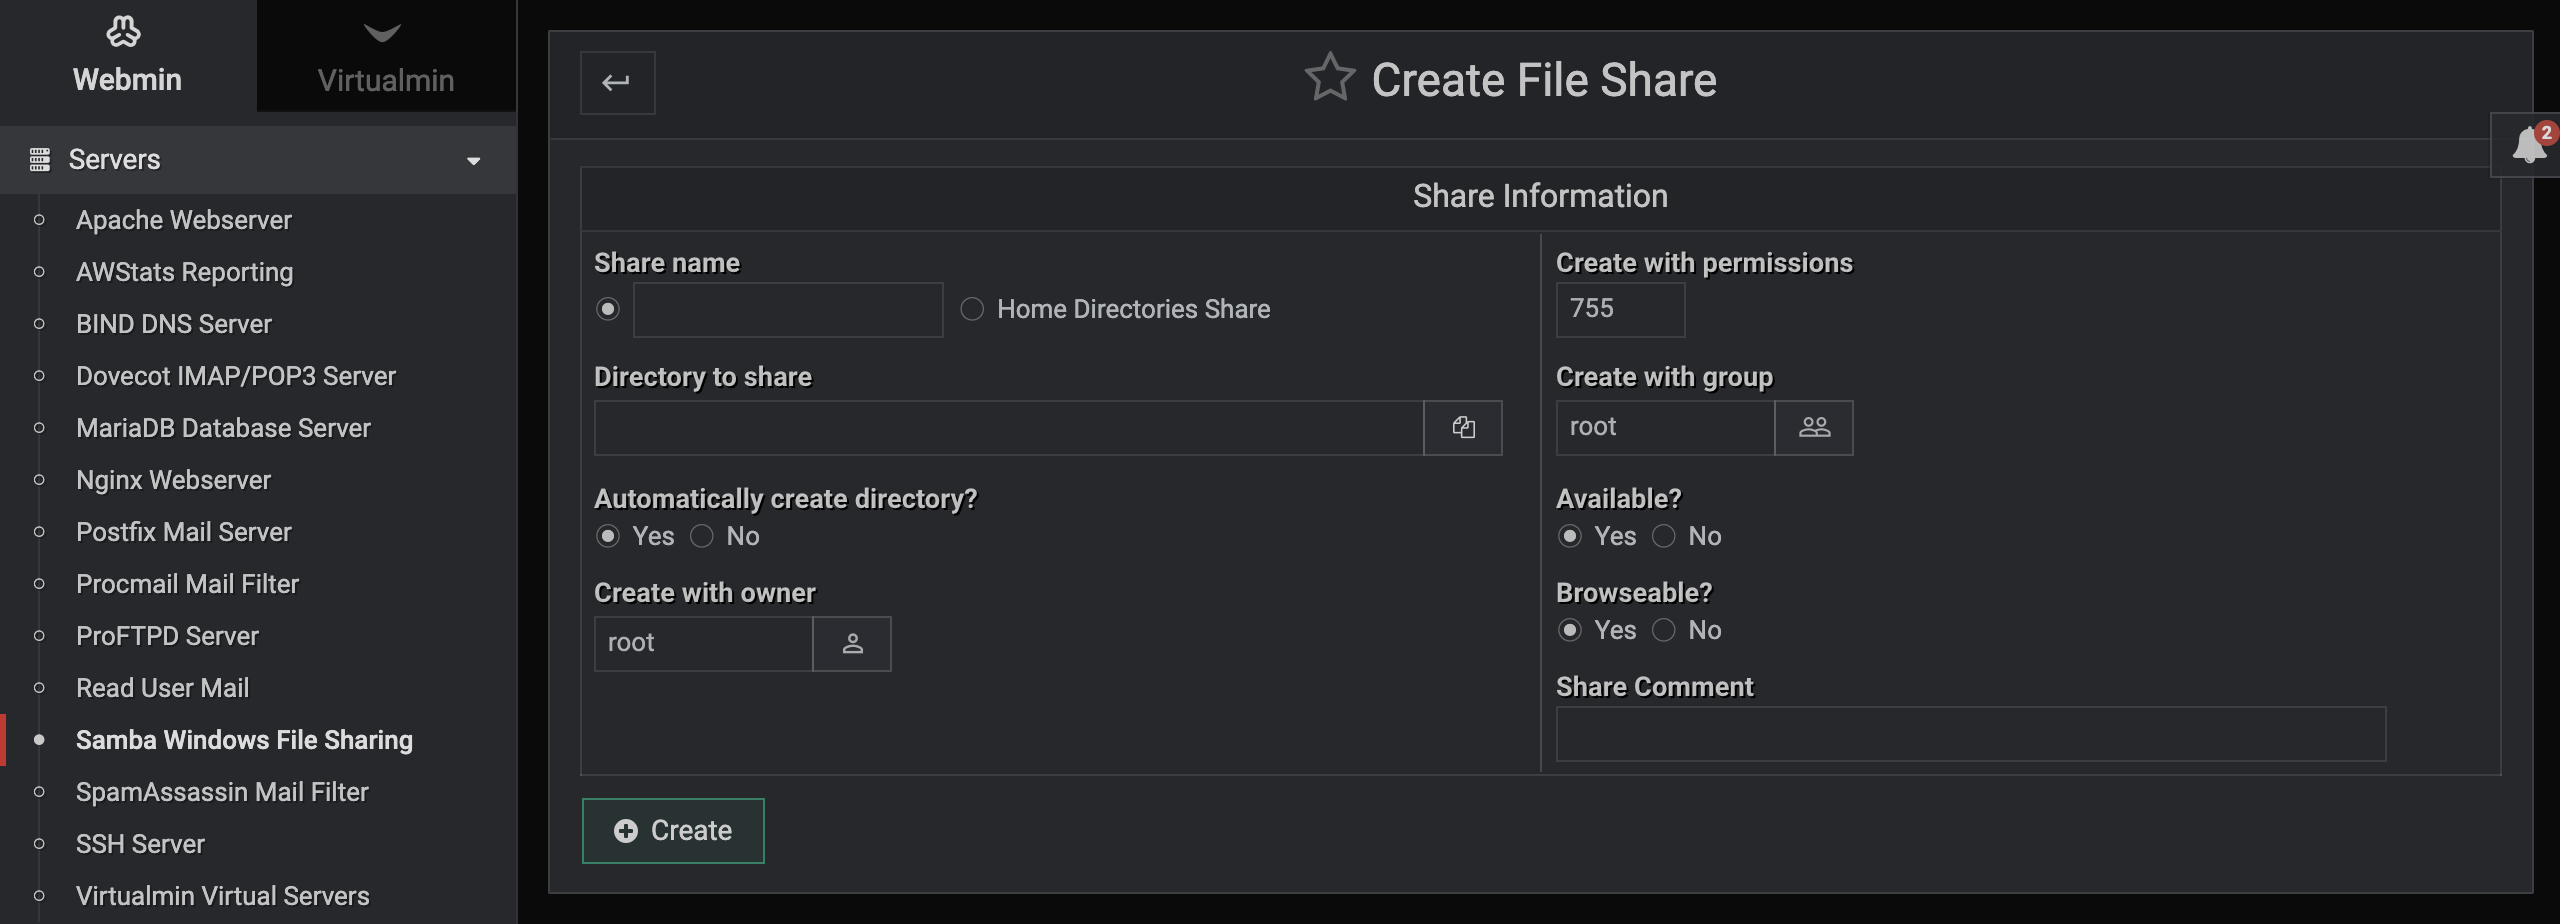 Webmin
Virtualmin
Servers
Apache Webserver
AWStats Reporting
BIND DNS Server
Dovecot IMAP/POP3 Server
MariaDB Database Server
Nginx Webserver
Postfix Mail Server
Procmail Mail Filter
ProFTPD Server
Read User Mail
Samba Windows File Sharing
SpamAssassin Mail Filter
SSH Server
Virtualmin Virtual Servers
Create File Share
2
Share Information
Share name
Home Directories Share
Directory to share
Automatically create directory?
Yes No
Create with owner
root
Create with permissions
755
Create with group
root
Available?
Yes No
Browseable?
Yes No
Share Comment
Create